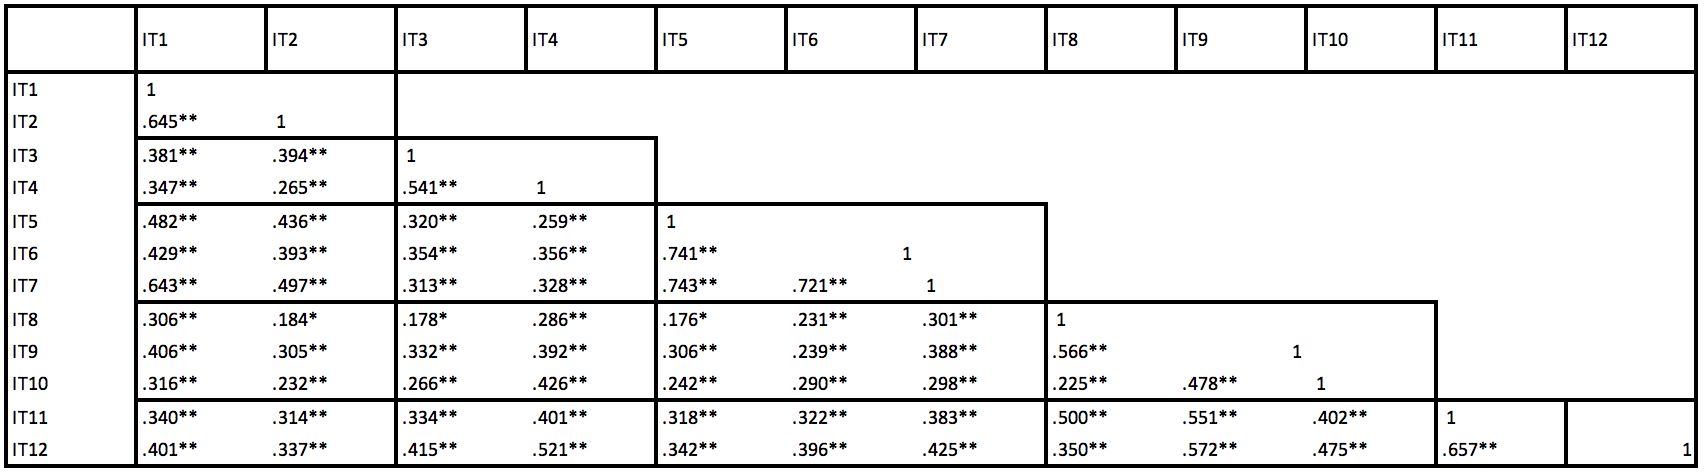 IT1 IT2 IT3 IT4 IT5 IT6 IT7 IT8 IT9 IT10 IT11 IT12
IT1 1
IT2 .645** 1
IT3 .381** .394** 1
IT4 .347** .265** .541** 1
IT5 .482** .436** .320** .259** 1
IT6 .429** .393** .354** .356** .741** 1
IT7 .643** .497** .313** .328** .743** .721** 1
IT8 .306** .184* .178* .286** .176* .231** .301** 1
IT9 .406** .305** .332** .392** .306** .239** .388** .566** 1
IT10 .316** .232** .266** .426** .242** .290** .298** .225** .478** 1
IT11 .340** .314** .334** .401** .318** .322** .383** .500** .551** .402** 1
IT12 .401** .337** .415** .521** .342** .396** .425** .350** .572** .475** .657** 1